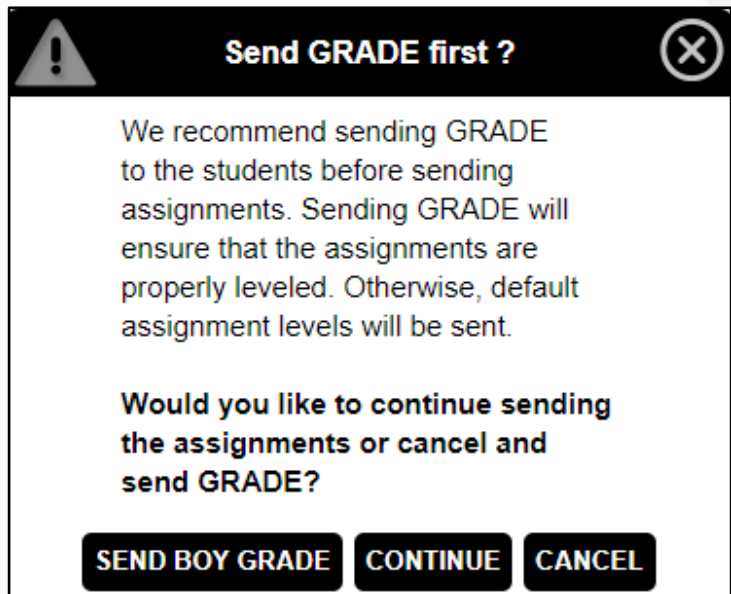 Send GRADE first ?
We recommend sending GRADE
to the students before sending
assignments. Sending GRADE will
ensure that the assignments are
properly leveled. Otherwise, default
assignment levels will be sent.
Would you like to continue sending
the assignments or cancel and
send GRADE?
SEND BOY GRADE CONTINUE CANCEL